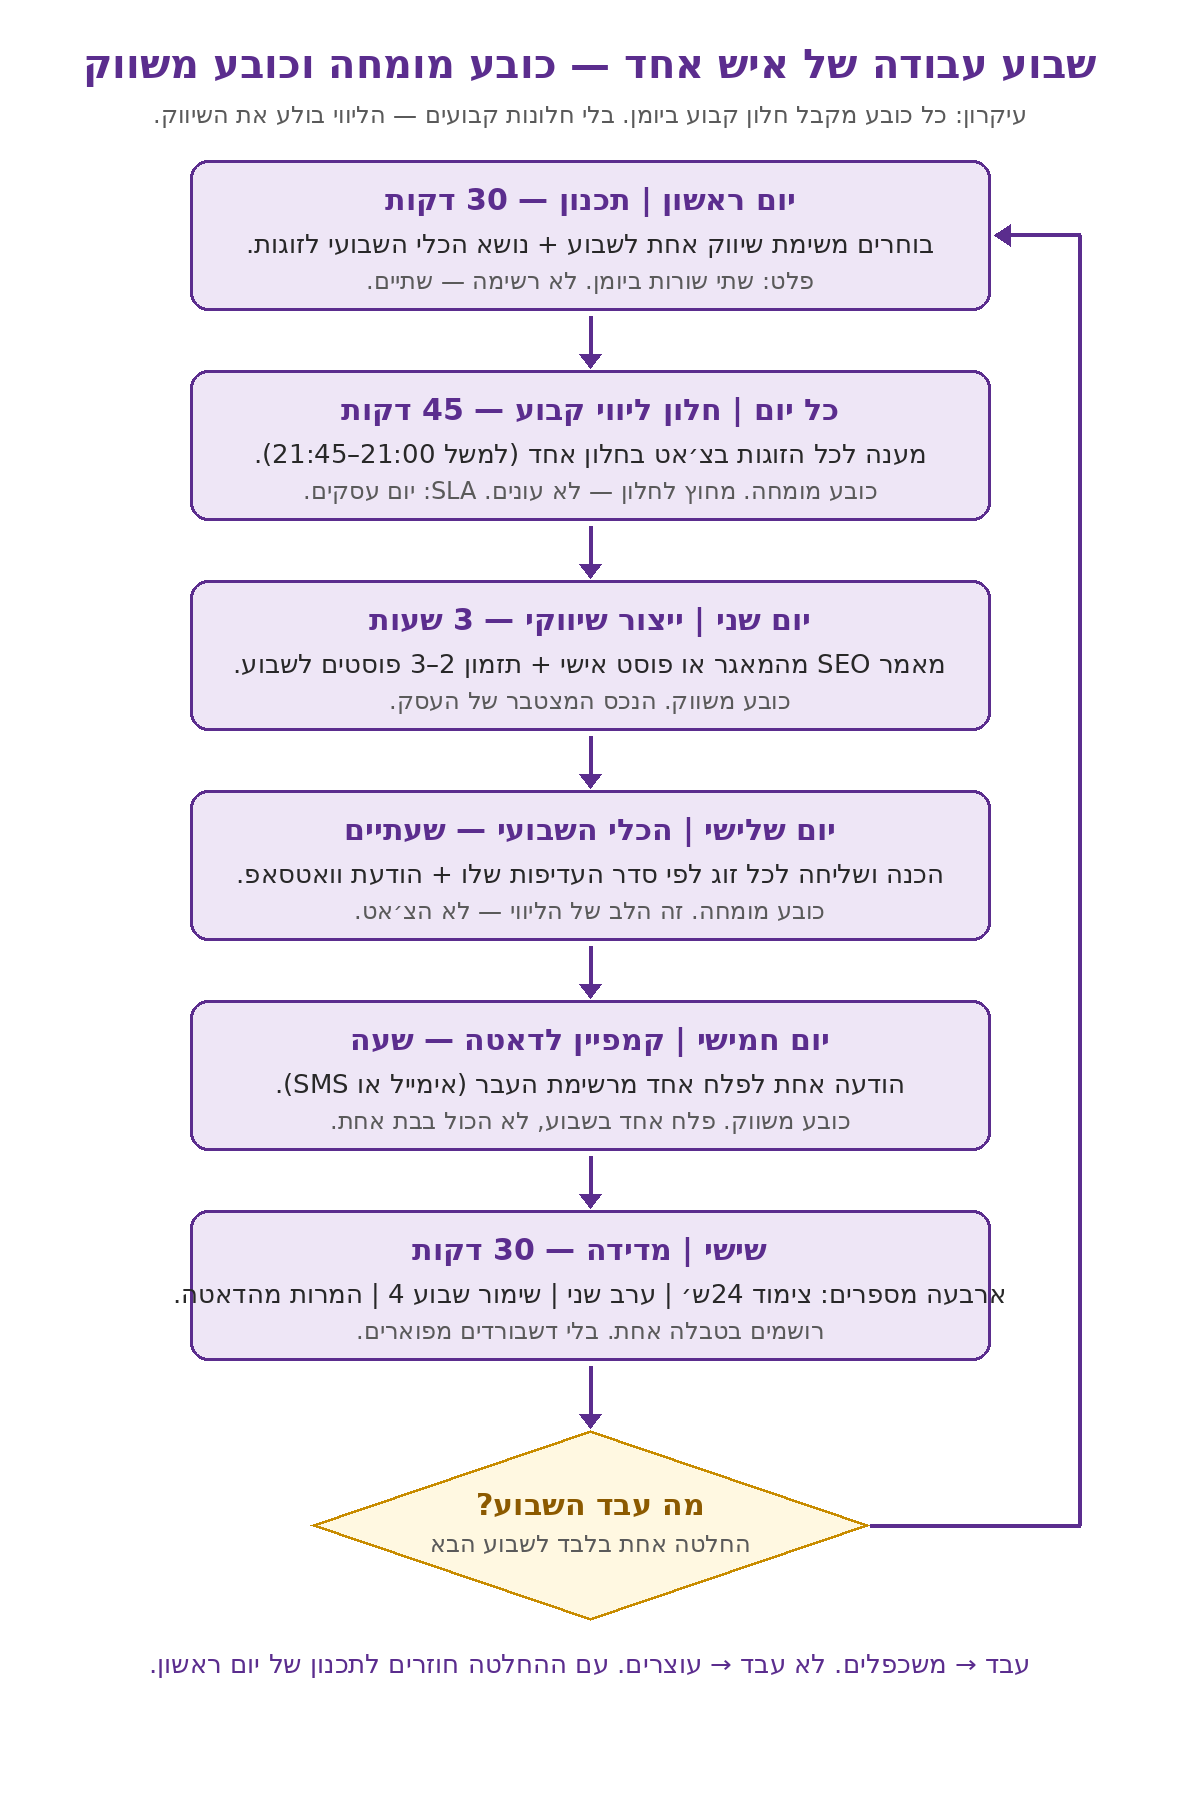 שבוע עבודה של איש אחד — כובע מומחה וכובע משווק
עיקרון: כל כובע מקבל חלון קבוע ביומן. בלי חלונות קבועים — הליווי בולע את השיווק.
יום ראשון | תכנון — 30 דקות
בוחרים משימת שיווק אחת לשבוע + נושא הכלי השבועי לזוגות.
פלט: שתי שורות ביומן. לא רשימה — שתיים.
כל יום | חלון ליווי קבוע — 45 דקות
מענה לכל הזוגות בצ׳אט בחלון אחד (למשל 21:00–21:45).
כובע מומחה. מחוץ לחלון — לא עונים. SLA: יום עסקים.
יום שני | ייצור שיווקי — 3 שעות
מאמר SEO מהמאגר או פוסט אישי + תזמון 2–3 פוסטים לשבוע.
כובע משווק. הנכס המצטבר של העסק.
יום שלישי | הכלי השבועי — שעתיים
הכנה ושליחה לכל זוג לפי סדר העדיפות שלו + הודעת וואטסאפ.
כובע מומחה. זה הלב של הליווי — לא הצ׳אט.
יום חמישי | קמפיין לדאטה — שעה
הודעה אחת לפלח אחד מרשימת העבר (אימייל או SMS).
כובע משווק. פלח אחד בשבוע, לא הכול בבת אחת.
שישי | מדידה — 30 דקות
ארבעה מספרים: צימוד 24ש׳ | ערב שני | שימור שבוע 4 | המרות מהדאטה.
רושמים בטבלה אחת. בלי דשבורדים מפוארים.
מה עבד השבוע?
החלטה אחת בלבד לשבוע הבא
עבד → משכפלים. לא עבד → עוצרים. עם ההחלטה חוזרים לתכנון של יום ראשון.